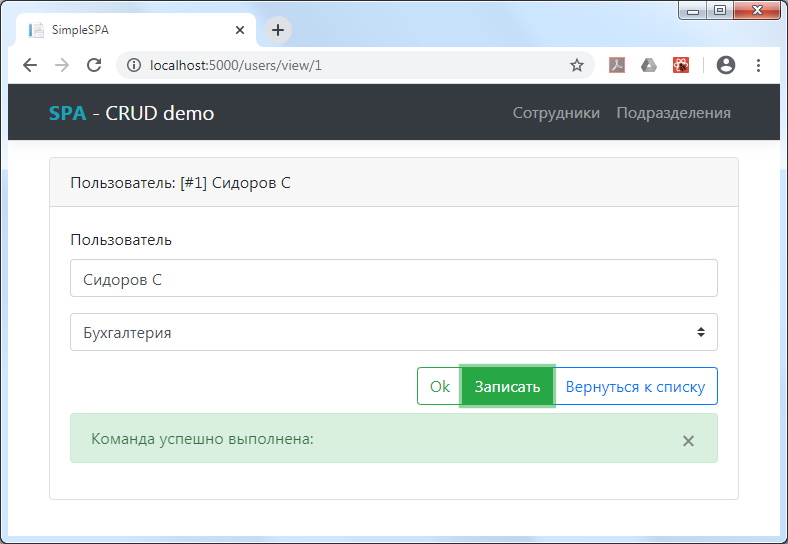 SimpleSPA
localhost:5000/users/view/1
SPA - CRUD demo
Сотрудники
Подразделения
Пользователь: [#1] Сидоров С
Пользователь
Сидоров С
Бухгалтерия
Ok
Записать
Вернуться к списку
Команда успешно выполнена: